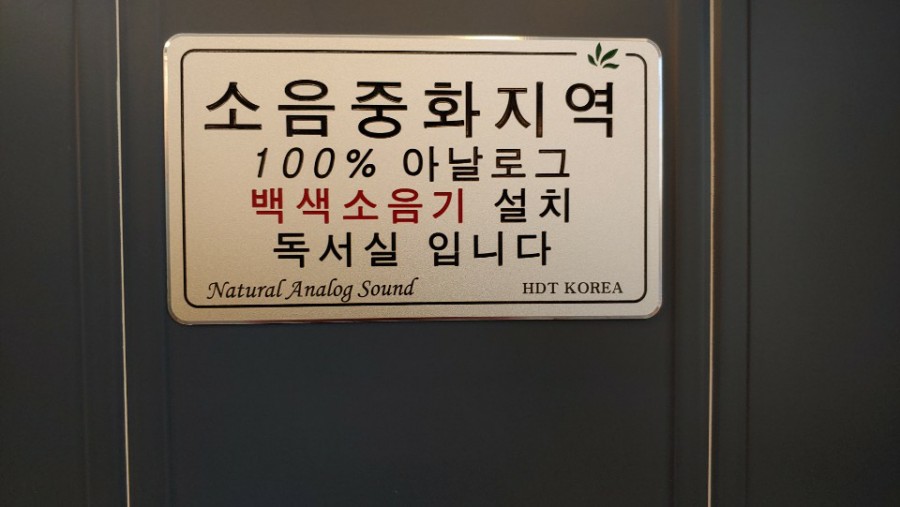 소음중화지역
100% 아날로그
백색소음기 설치
독서실 입니다
Natural Analog Sound HDT KOREA